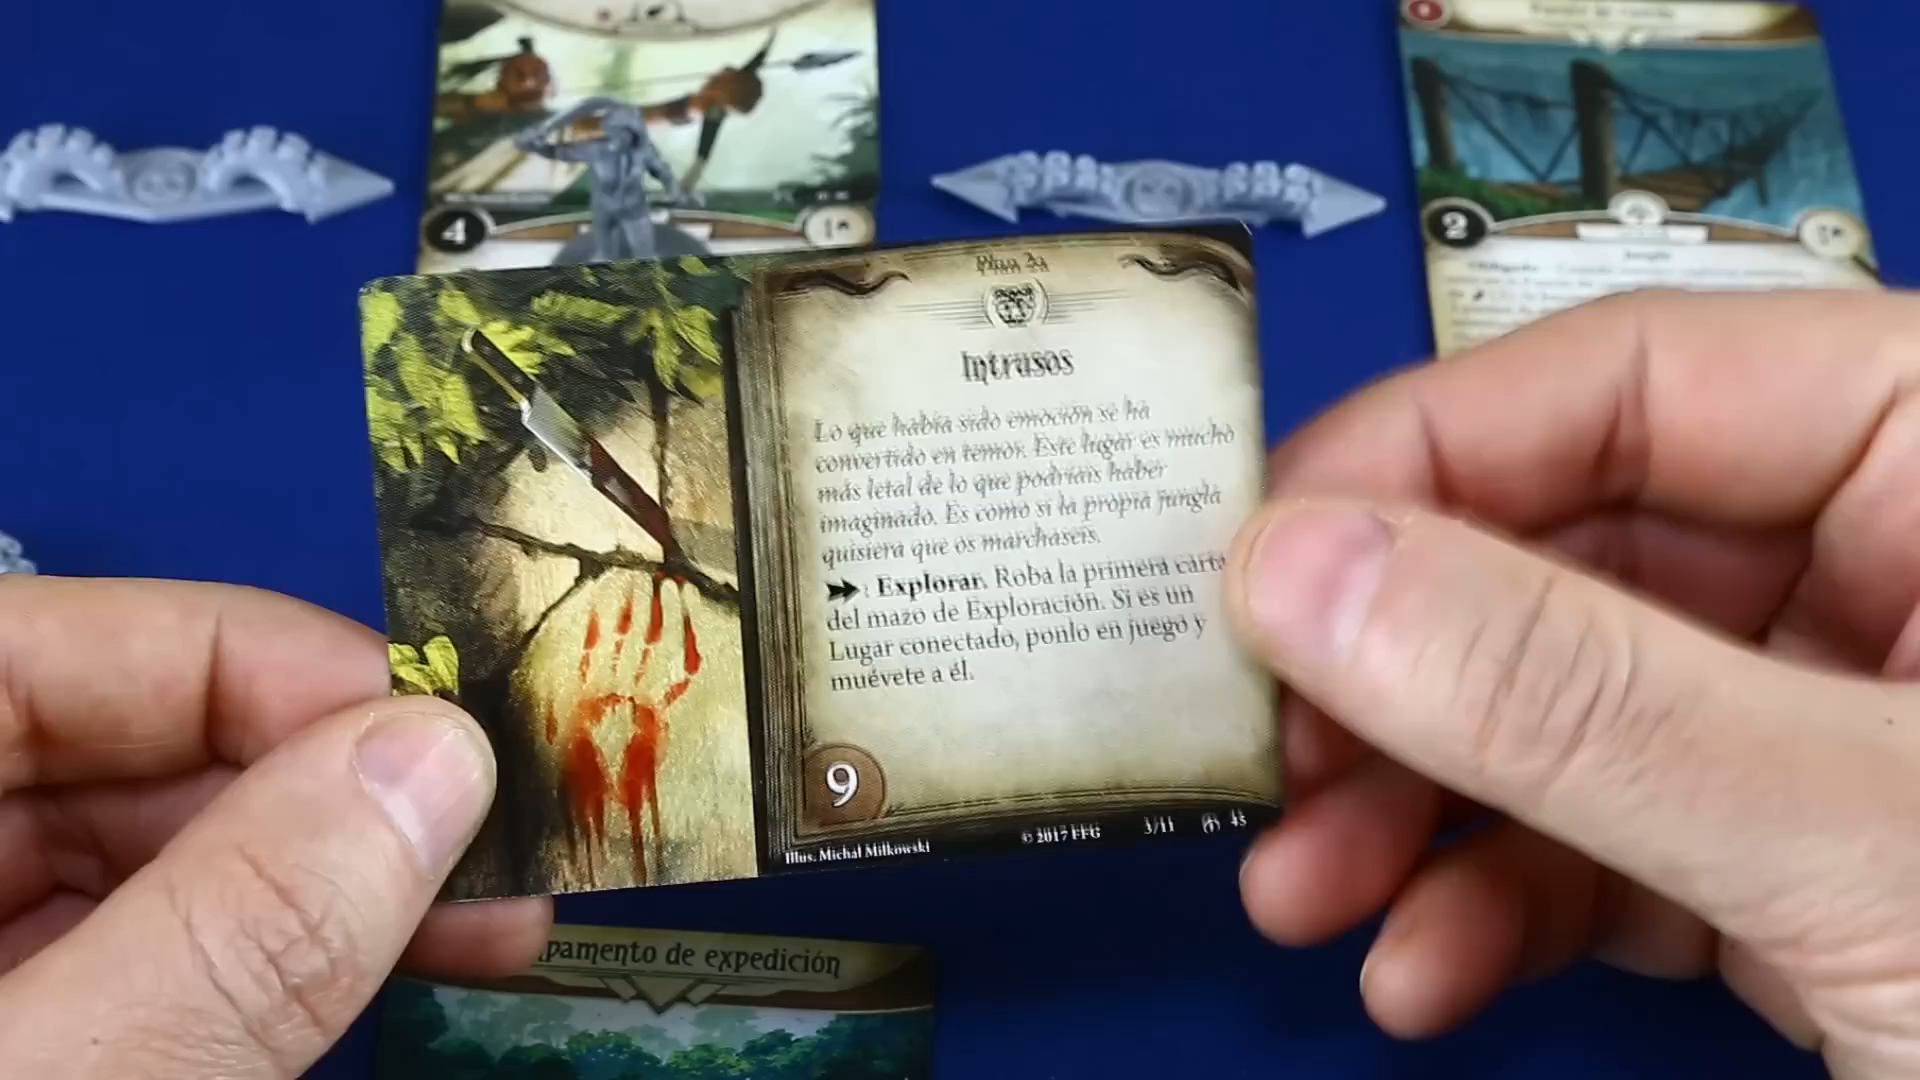 4
2
Plan 2a
Intrusos
Lo que había sido emoción se ha
convertido en temor. Este lugar es mucho
más letal de lo que podríais haber
imaginado. Es como si la propia jungla
quisiera que os marchaseis.
: Explorar. Roba la primera carta
del mazo de Exploración. Si es un
Lugar conectado, ponlo en juego y
muévete a él.
9
Illus. Michał Miłkowski
© 2017 FFG
3/11
45
pamento de expedición